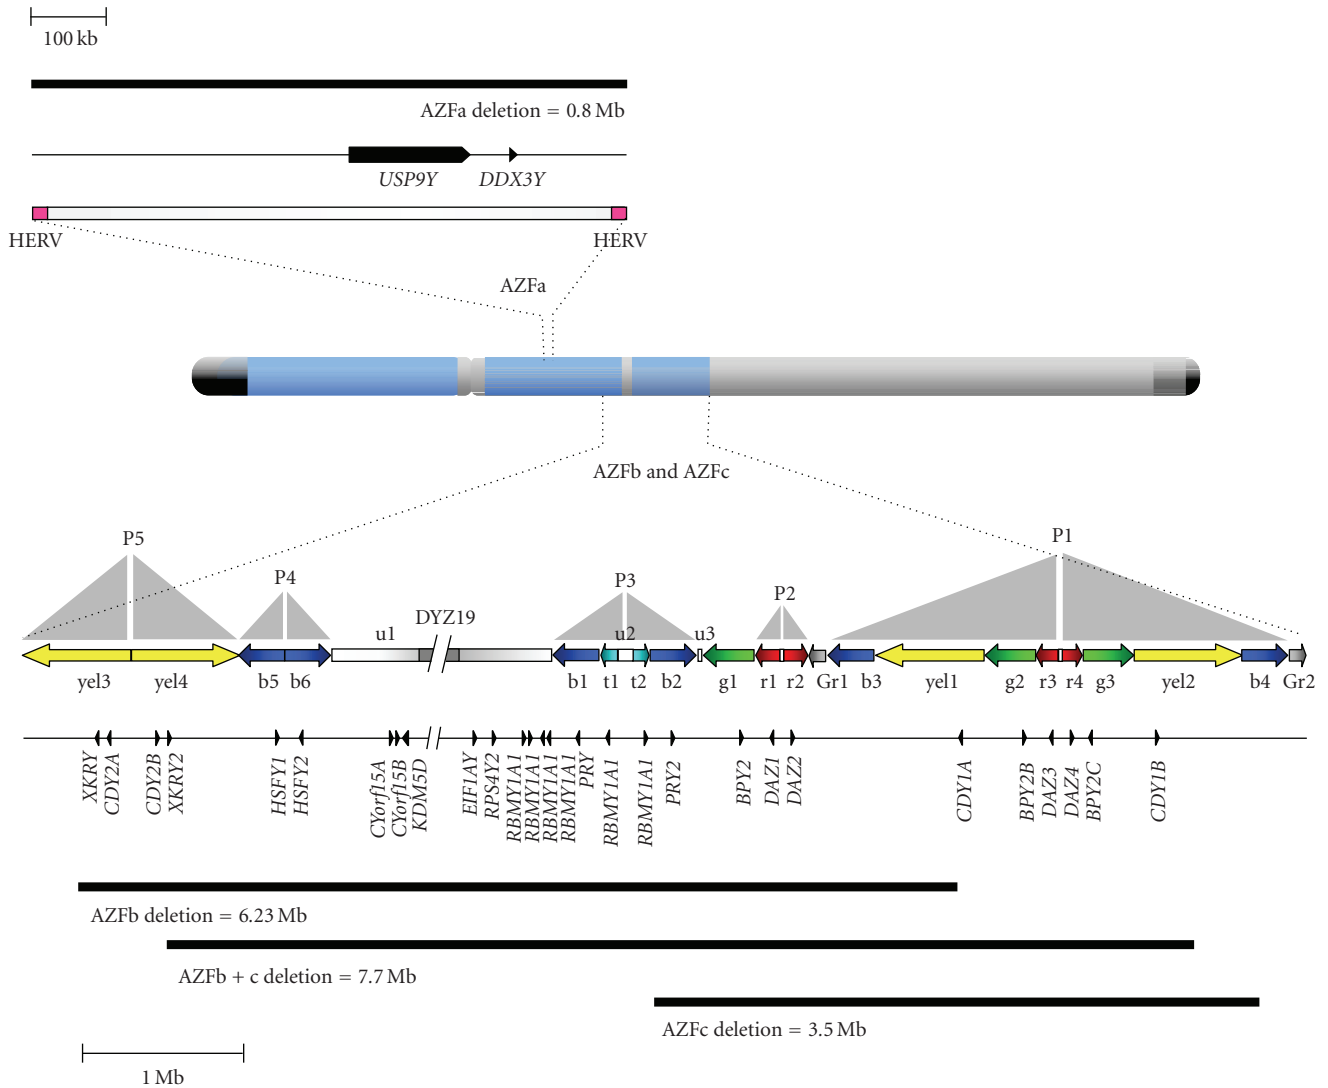 100 kb
AZFa deletion = 0.8 Mb
USP9Y DDX3Y
HERV HERV
AZFa
AZFb and AZFc
P5 P4 P3 P2 P1
u1 DYZ19 u2 u3
yel3 yel4 b5 b6 b1 t1 t2 b2 g1 r1 r2 Gr1 b3 yel1 g2 r3 r4 g3 yel2 b4 Gr2
XKRY CDY2A CDY2B XKRY2 HSFY1 HSFY2 CYorf15A CYorf15B KDM5D EIF1AY RPS4Y2 RBMY1A1 RBMY1A1 RBMY1A1 RBMY1A1 PRY RBMY1A1 RBMY1A1 PRY2 BPY2 DAZ1 DAZ2 CDY1A BPY2B DAZ3 DAZ4 BPY2C CDY1B
AZFb deletion = 6.23 Mb
AZFb + c deletion = 7.7 Mb
AZFc deletion = 3.5 Mb
1 Mb